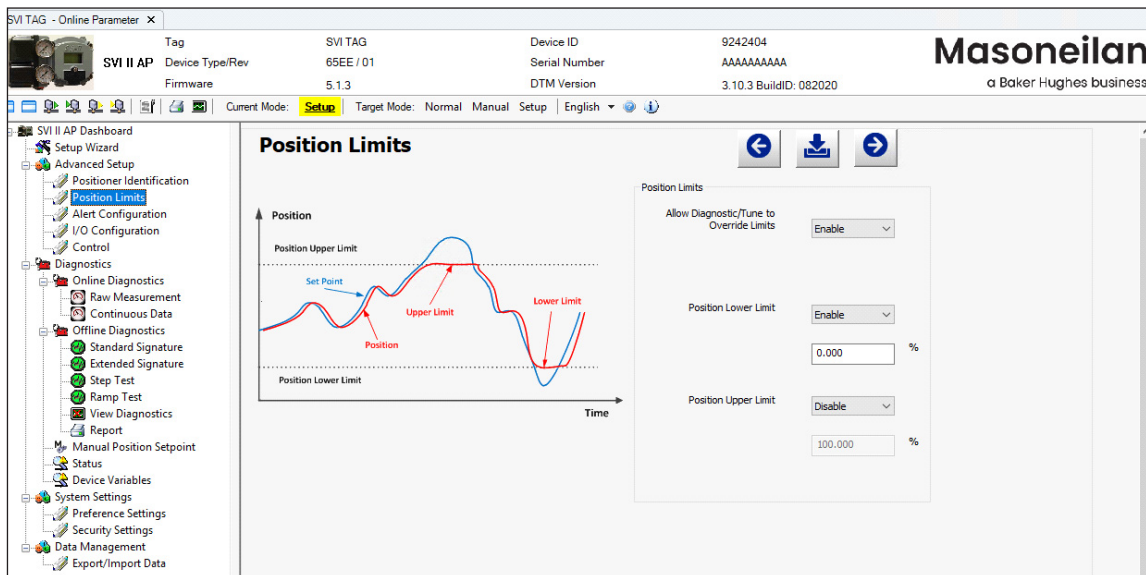 SVI TAG - Online Parameter ×
SVI II AP
Tag SVI TAG Device ID 9242404
Device Type/Rev 65EE / 01 Serial Number AAAAAAAAAA
Firmware 5.1.3 DTM Version 3.10.3 BuildID: 082020
Masoneilan
a Baker Hughes business
Current Mode: Setup Target Mode: Normal Manual Setup English
SVI II AP Dashboard
Setup Wizard
Advanced Setup
Positioner Identification
Position Limits
Alert Configuration
I/O Configuration
Control
Diagnostics
Online Diagnostics
Raw Measurement
Continuous Data
Offline Diagnostics
Standard Signature
Extended Signature
Step Test
Ramp Test
View Diagnostics
Report
Manual Position Setpoint
Status
Device Variables
System Settings
Preference Settings
Security Settings
Data Management
Export/Import Data
Position Limits
Position
Position Upper Limit
Set Point
Upper Limit
Lower Limit
Position
Position Lower Limit
Time
Position Limits
Allow Diagnostic/Tune to
Override Limits
Enable
Position Lower Limit
Enable
0.000 %
Position Upper Limit
Disable
100.000 %